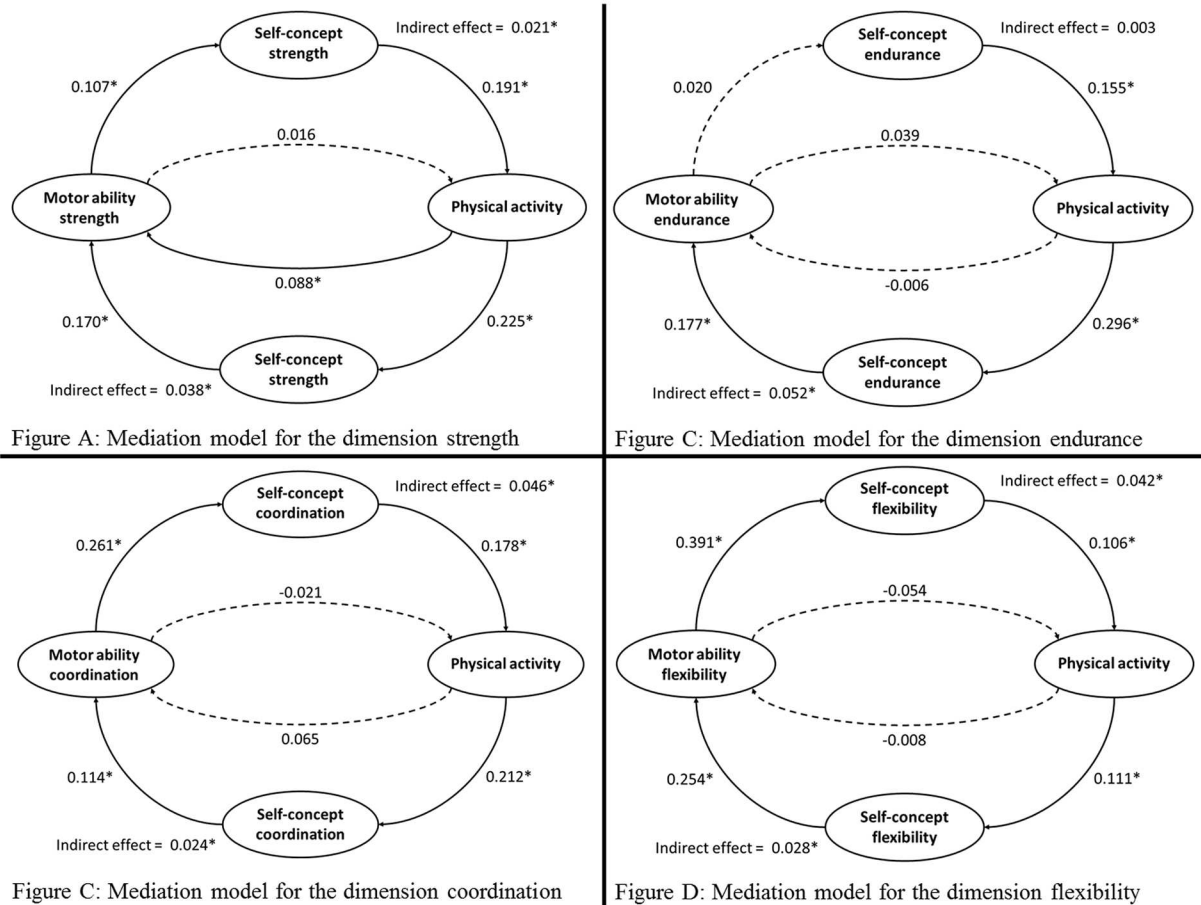 Self-concept
strength
Indirect effect = 0.021*
0.107*
0.191*
0.016
Motor ability
strength
Physical activity
0.088*
0.170*
0.225*
Self-concept
strength
Indirect effect = 0.038*
Figure A: Mediation model for the dimension strength
Self-concept
endurance
Indirect effect = 0.003
0.020
0.155*
0.039
Motor ability
endurance
Physical activity
-0.006
0.177*
0.296*
Self-concept
endurance
Indirect effect = 0.052*
Figure C: Mediation model for the dimension endurance
Self-concept
coordination
Indirect effect = 0.046*
0.261*
0.178*
-0.021
Motor ability
coordination
Physical activity
0.065
0.114*
0.212*
Self-concept
coordination
Indirect effect = 0.024*
Figure C: Mediation model for the dimension coordination
Self-concept
flexibility
Indirect effect = 0.042*
0.391*
0.106*
-0.054
Motor ability
flexibility
Physical activity
-0.008
0.254*
0.111*
Self-concept
flexibility
Indirect effect = 0.028*
Figure D: Mediation model for the dimension flexibility